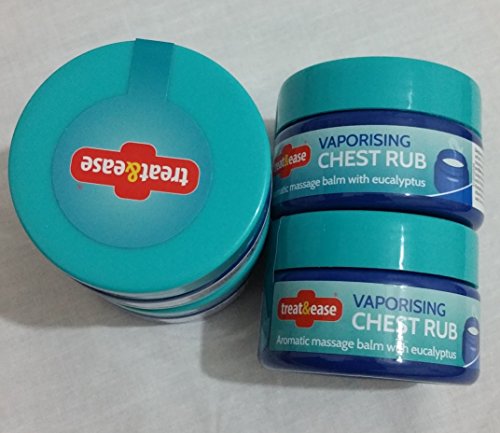 treat&ease
treat&ease
VAPORISING
CHEST RUB
massage balm with eucalyptus
treat&ease
VAPORISING
CHEST RUB
Aromatic massage balm with eucalyptus